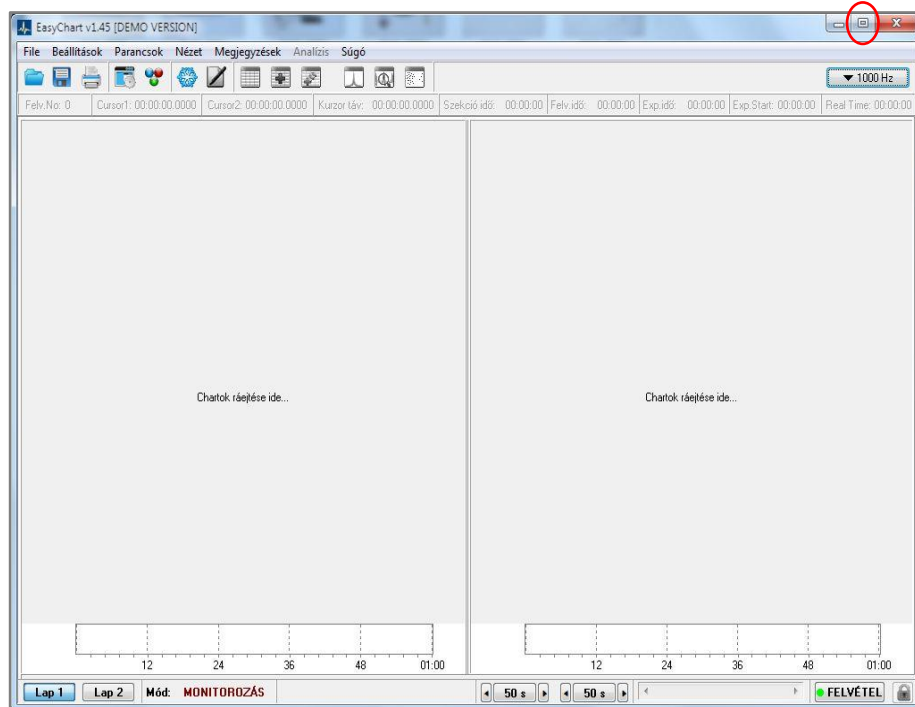 EasyChart v1.45 [DEMO VERSION]
File Beállítások Parancsok Nézet Megjegyzések Analízis Súgó
1000 Hz
Felv.No: 0 Cursor1: 00:00:00.0000 Cursor2: 00:00:00.0000 Kurzor táv: 00:00:00.0000 Szekció idő: 00:00:00 Felv.idő: 00:00:00 Exp.idő: 00:00:00 Exp.Start: 00:00:00 Real Time: 00:00:00
Chartok ráejtése ide... Chartok ráejtése ide...
12 24 36 48 01:00 12 24 36 48 01:00
Lap 1 Lap 2 Mód: MONITOROZÁS 50 s 50 s FELVÉTEL